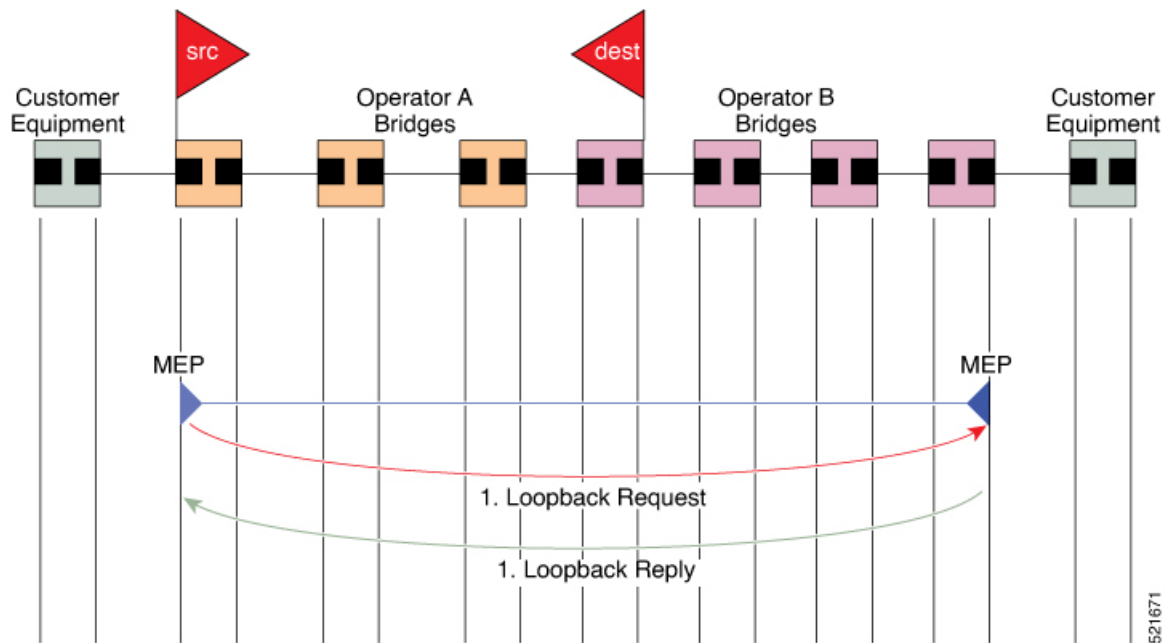 src
dest
Customer
Equipment
Operator A
Bridges
Operator B
Bridges
Customer
Equipment
MEP
MEP
1. Loopback Request
1. Loopback Reply
521671